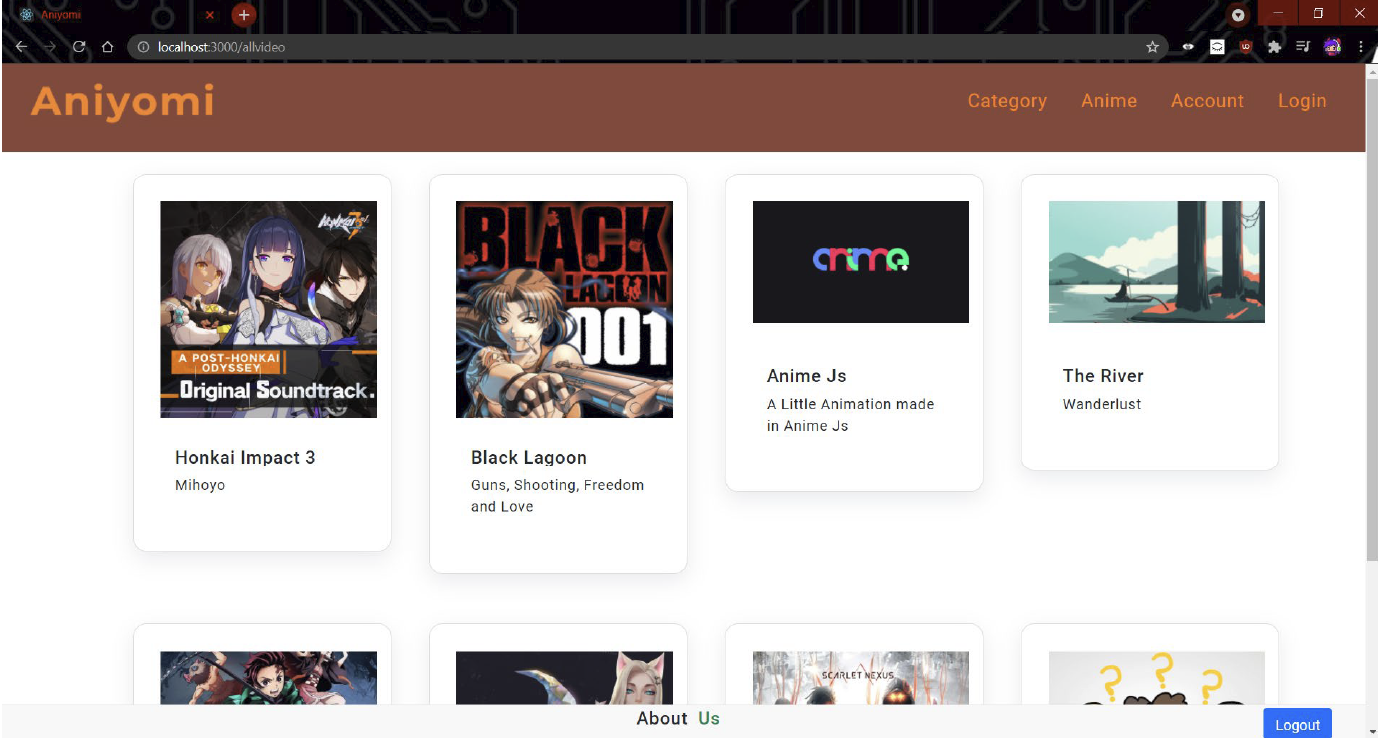 Aniyomi
localhost:3000/allvideo
Aniyomi
Category Anime Account Login
Honkai
3
A POST-HONKAI
ODYSSEY
Original Soundtrack.
Honkai Impact 3
Mihoyo
BLACK
LAGOON
001
Black Lagoon
Guns, Shooting, Freedom
and Love
anime
Anime Js
A Little Animation made
in Anime Js
The River
Wanderlust
SCARLET NEXUS
? ? ?
About Us
Logout